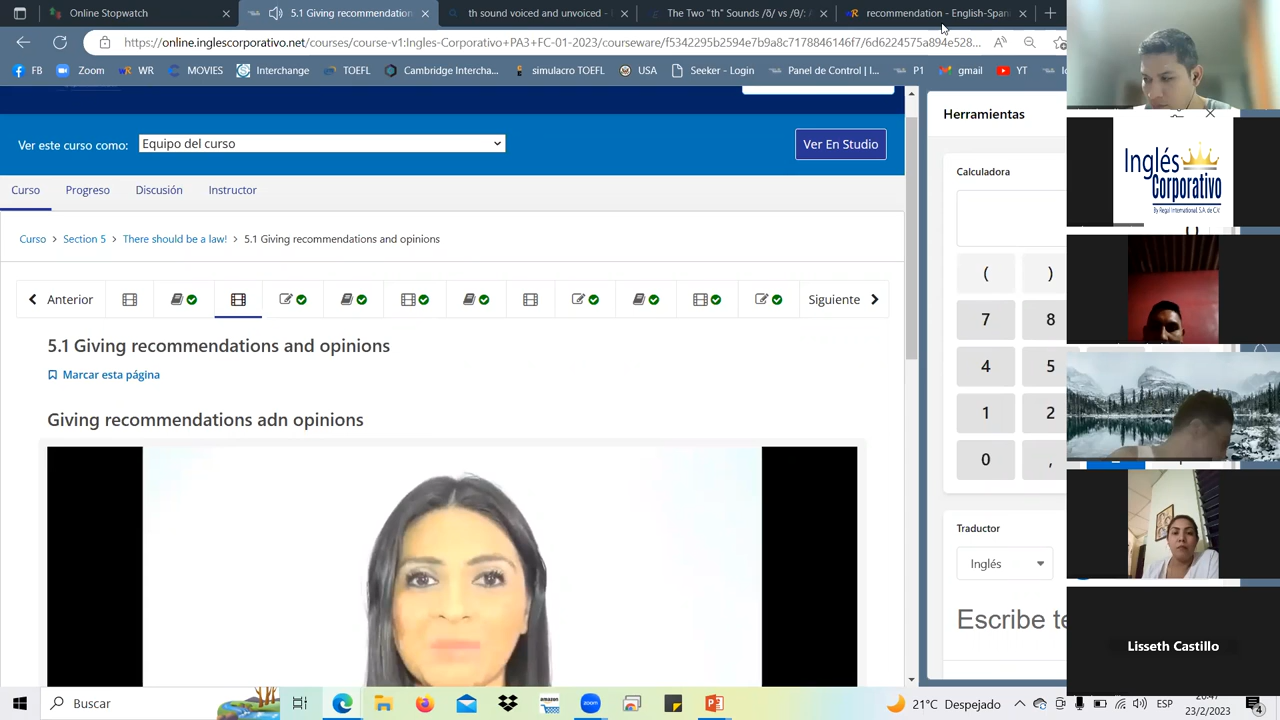 Online Stopwatch
5.1 Giving recommendation
th sound voiced and unvoiced -
The Two "th" Sounds /ð/ vs /θ/:
recommendation - English-Span
https://online.inglescorporativo.net/courses/course-v1:Ingles-Corporativo+PA3+FC-01-2023/courseware/f5342295b2594e7b9a8c7178846146f7/6d6224575a894e528...
FB
Zoom
WR
MOVIES
Interchange
TOEFL
Cambridge Intercha...
simulacro TOEFL
USA
Seeker - Login
Panel de Control | I...
P1
gmail
YT
Ver este curso como:
Equipo del curso
Ver En Studio
Curso
Progreso
Discusión
Instructor
Curso > Section 5 > There should be a law! > 5.1 Giving recommendations and opinions
Anterior
Siguiente
5.1 Giving recommendations and opinions
Marcar esta página
Giving recommendations adn opinions
Herramientas
Calculadora
( )
7 8
4 5
1 2
0 ,
Traductor
Inglés
Escribe te
Inglés
Corporativo
By Regal International, S.A. de C.V.
Lisseth Castillo
Buscar
21°C Despejado
ESP
23/2/2023
4